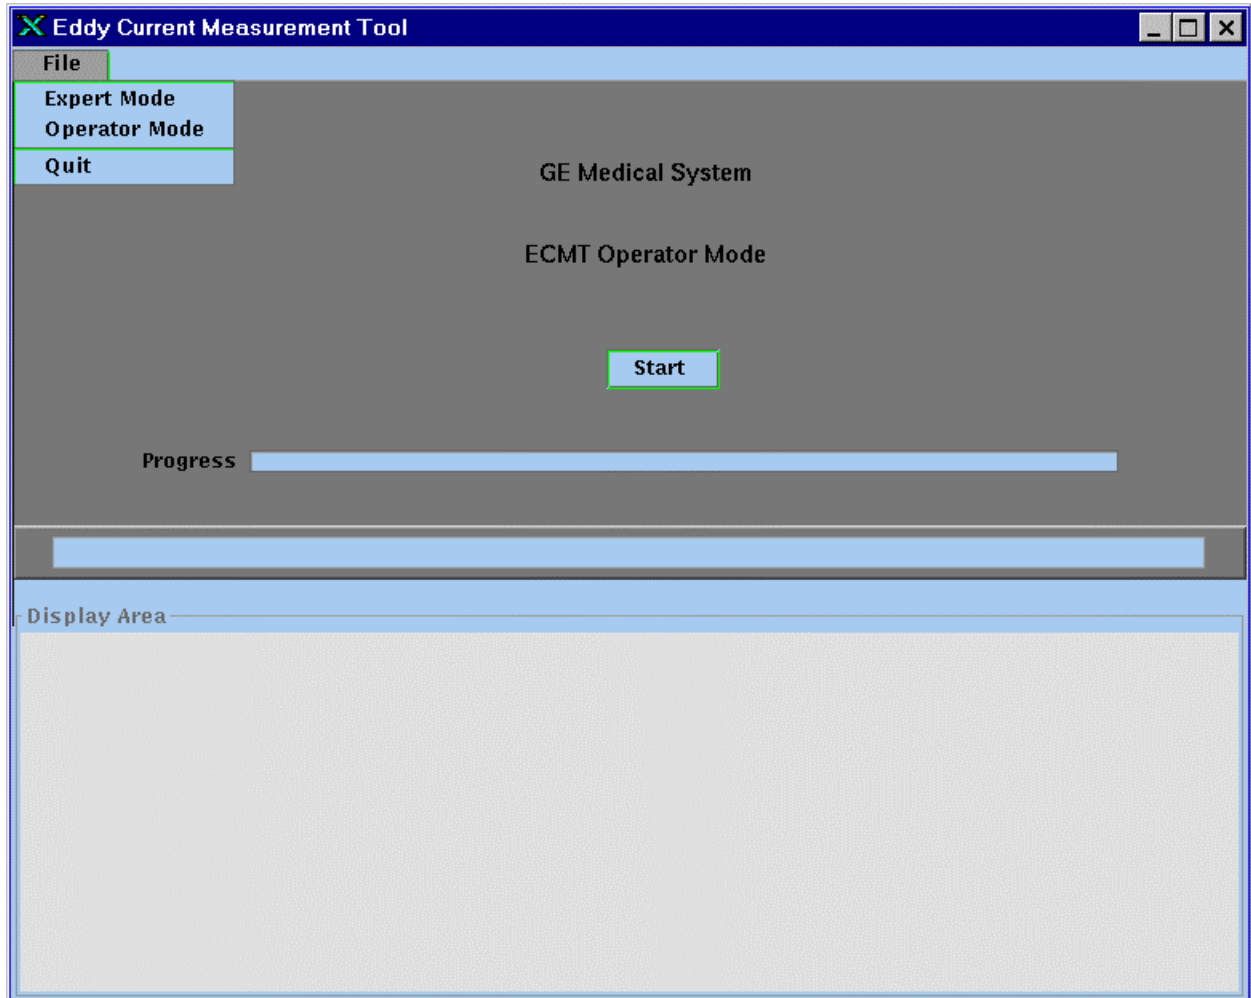 Eddy Current Measurement Tool
File
Expert Mode
Operator Mode
Quit
GE Medical System
ECMT Operator Mode
Start
Progress
Display Area